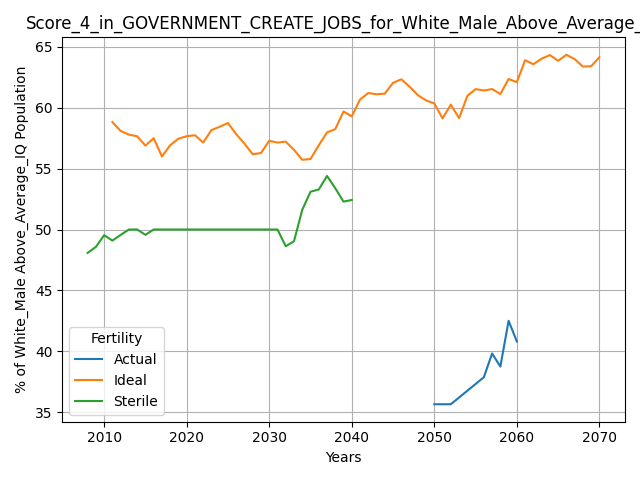 Score_4_in_GOVERNMENT_CREATE_JOBS_for_White_Male_Above_Average_
% of White_Male Above_Average_IQ Population
65
60
55
50
45
40
35
Fertility
Actual
Ideal
Sterile
2010 2020 2030 2040 2050 2060 2070
Years